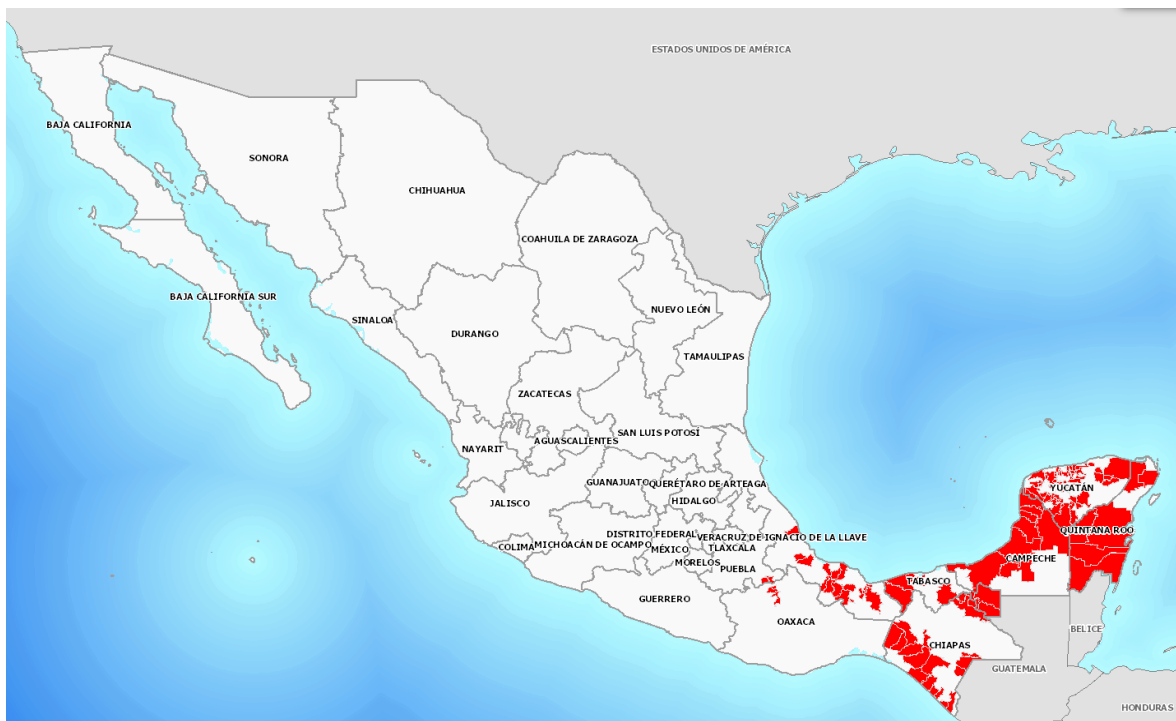 ESTADOS UNIDOS DE AMÉRICA
BAJA CALIFORNIA
SONORA
CHIHUAHUA
COAHUILA DE ZARAGOZA
BAJA CALIFORNIA SUR
NUEVO LEÓN
SINALOA
DURANGO
TAMAULIPAS
ZACATECAS
SAN LUIS POTOSÍ
AGUASCALIENTES
NAYARIT
GUANAJUATO
QUERÉTARO DE ARTEAGA
YUCATÁN
HIDALGO
JALISCO
QUINTANA ROO
DISTRITO FEDERAL
VERACRUZ DE IGNACIO DE LA LLAVE
COLIMA
MICHOACÁN DE OCAMPO
MÉXICO
TLAXCALA
CAMPECHE
MORELOS
PUEBLA
TABASCO
GUERRERO
OAXACA
BELICE
CHIAPAS
GUATEMALA
HONDURAS